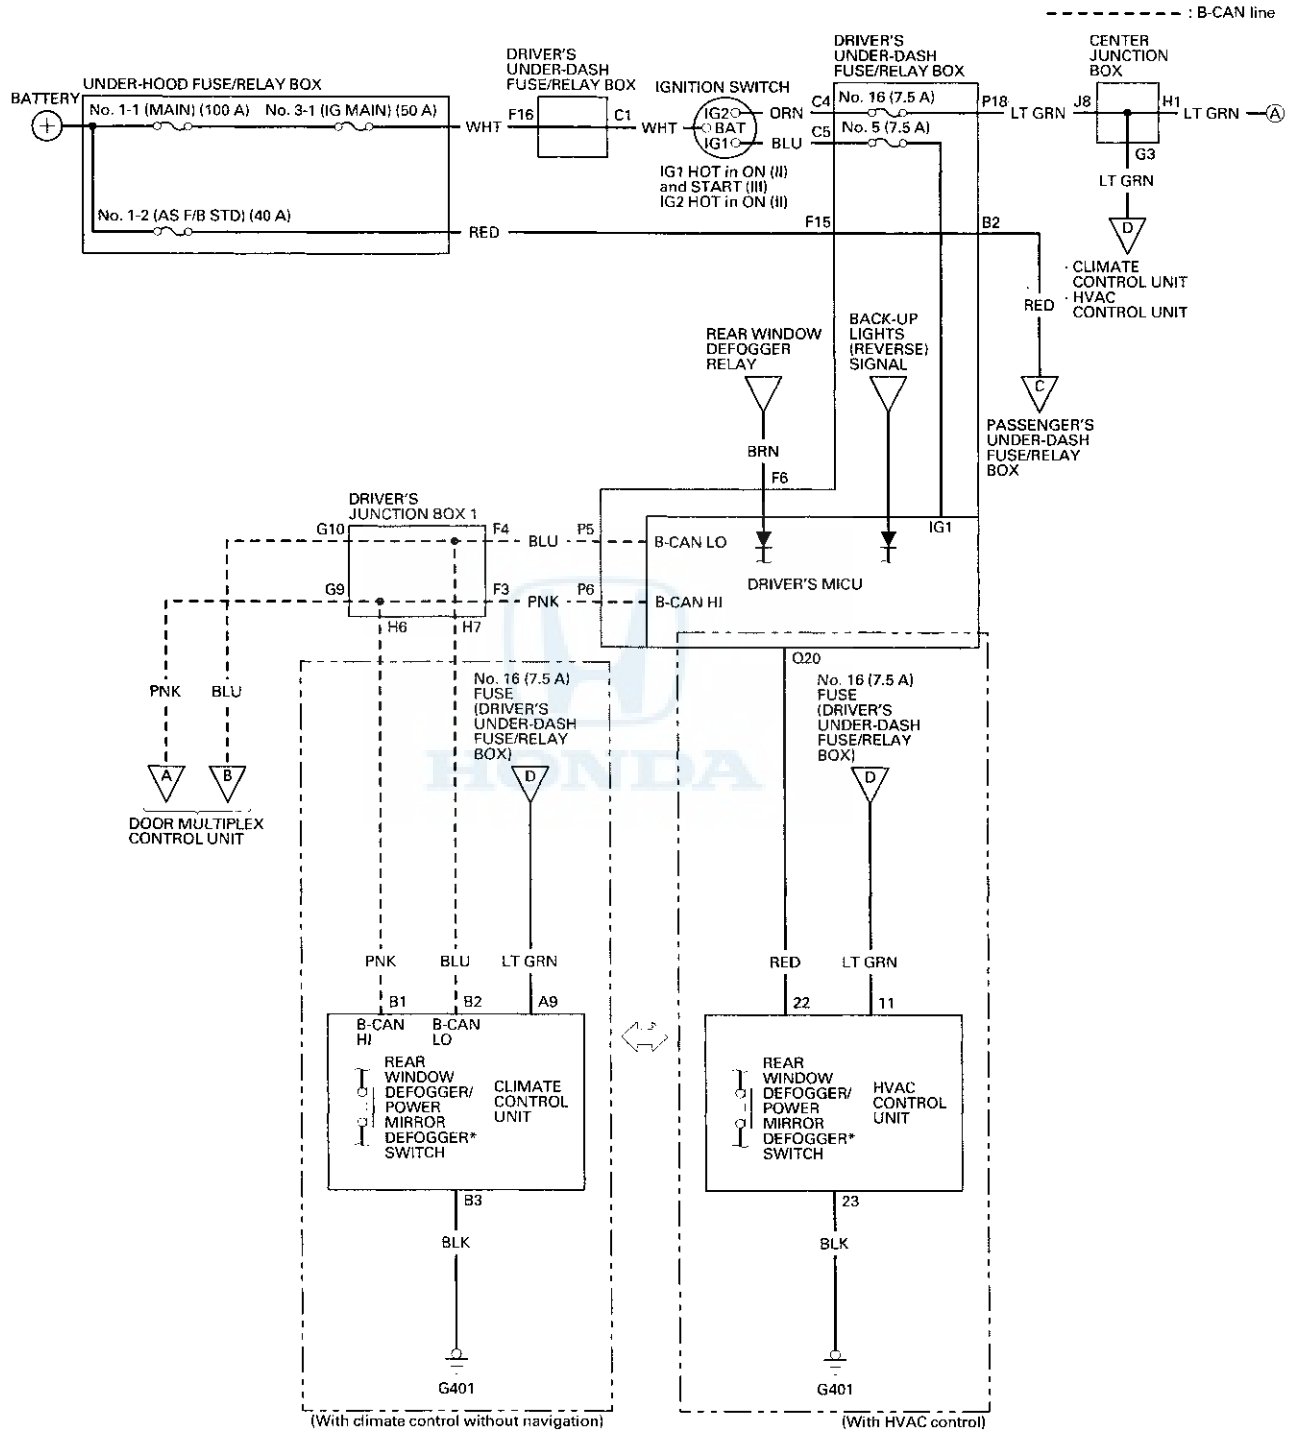 : B-CAN line
BATTERY
UNDER-HOOD FUSE/RELAY BOX
No. 1-1 (MAIN) (100 A) No. 3-1 (IG MAIN) (50 A)
No. 1-2 (AS F/B STD) (40 A)
WHT
RED
DRIVER'S
UNDER-DASH
FUSE/RELAY BOX
F16
C1
WHT
IGNITION SWITCH
IG2
BAT
IG1
ORN
BLU
IG1 HOT in ON (II)
and START (III)
IG2 HOT in ON (II)
DRIVER'S
UNDER-DASH
FUSE/RELAY BOX
C4
No. 16 (7.5 A)
P18
C5
No. 5 (7.5 A)
F15
B2
LT GRN
CENTER
JUNCTION
BOX
J8
H1
LT GRN
A
G3
LT GRN
D
· CLIMATE
CONTROL UNIT
· HVAC
CONTROL UNIT
RED
C
PASSENGER'S
UNDER-DASH
FUSE/RELAY
BOX
REAR WINDOW
DEFOGGER
RELAY
BACK-UP
LIGHTS
(REVERSE)
SIGNAL
BRN
F6
IG1
DRIVER'S
JUNCTION BOX 1
G10
F4
BLU
P5
B-CAN LO
G9
F3
PNK
P6
B-CAN HI
DRIVER'S MICU
H6
H7
PNK
BLU
A
B
DOOR MULTIPLEX
CONTROL UNIT
No. 16 (7.5 A)
FUSE
(DRIVER'S
UNDER-DASH
FUSE/RELAY
BOX)
D
Q20
No. 16 (7.5 A)
FUSE
(DRIVER'S
UNDER-DASH
FUSE/RELAY
BOX)
D
HONDA
PNK
BLU
LT GRN
RED
LT GRN
B1
B2
A9
22
11
B-CAN
HI
B-CAN
LO
REAR
WINDOW
DEFOGGER/
POWER
MIRROR
DEFOGGER*
SWITCH
CLIMATE
CONTROL
UNIT
REAR
WINDOW
DEFOGGER/
POWER
MIRROR
DEFOGGER*
SWITCH
HVAC
CONTROL
UNIT
B3
23
BLK
BLK
G401
G401
(With climate control without navigation)
(With HVAC control)